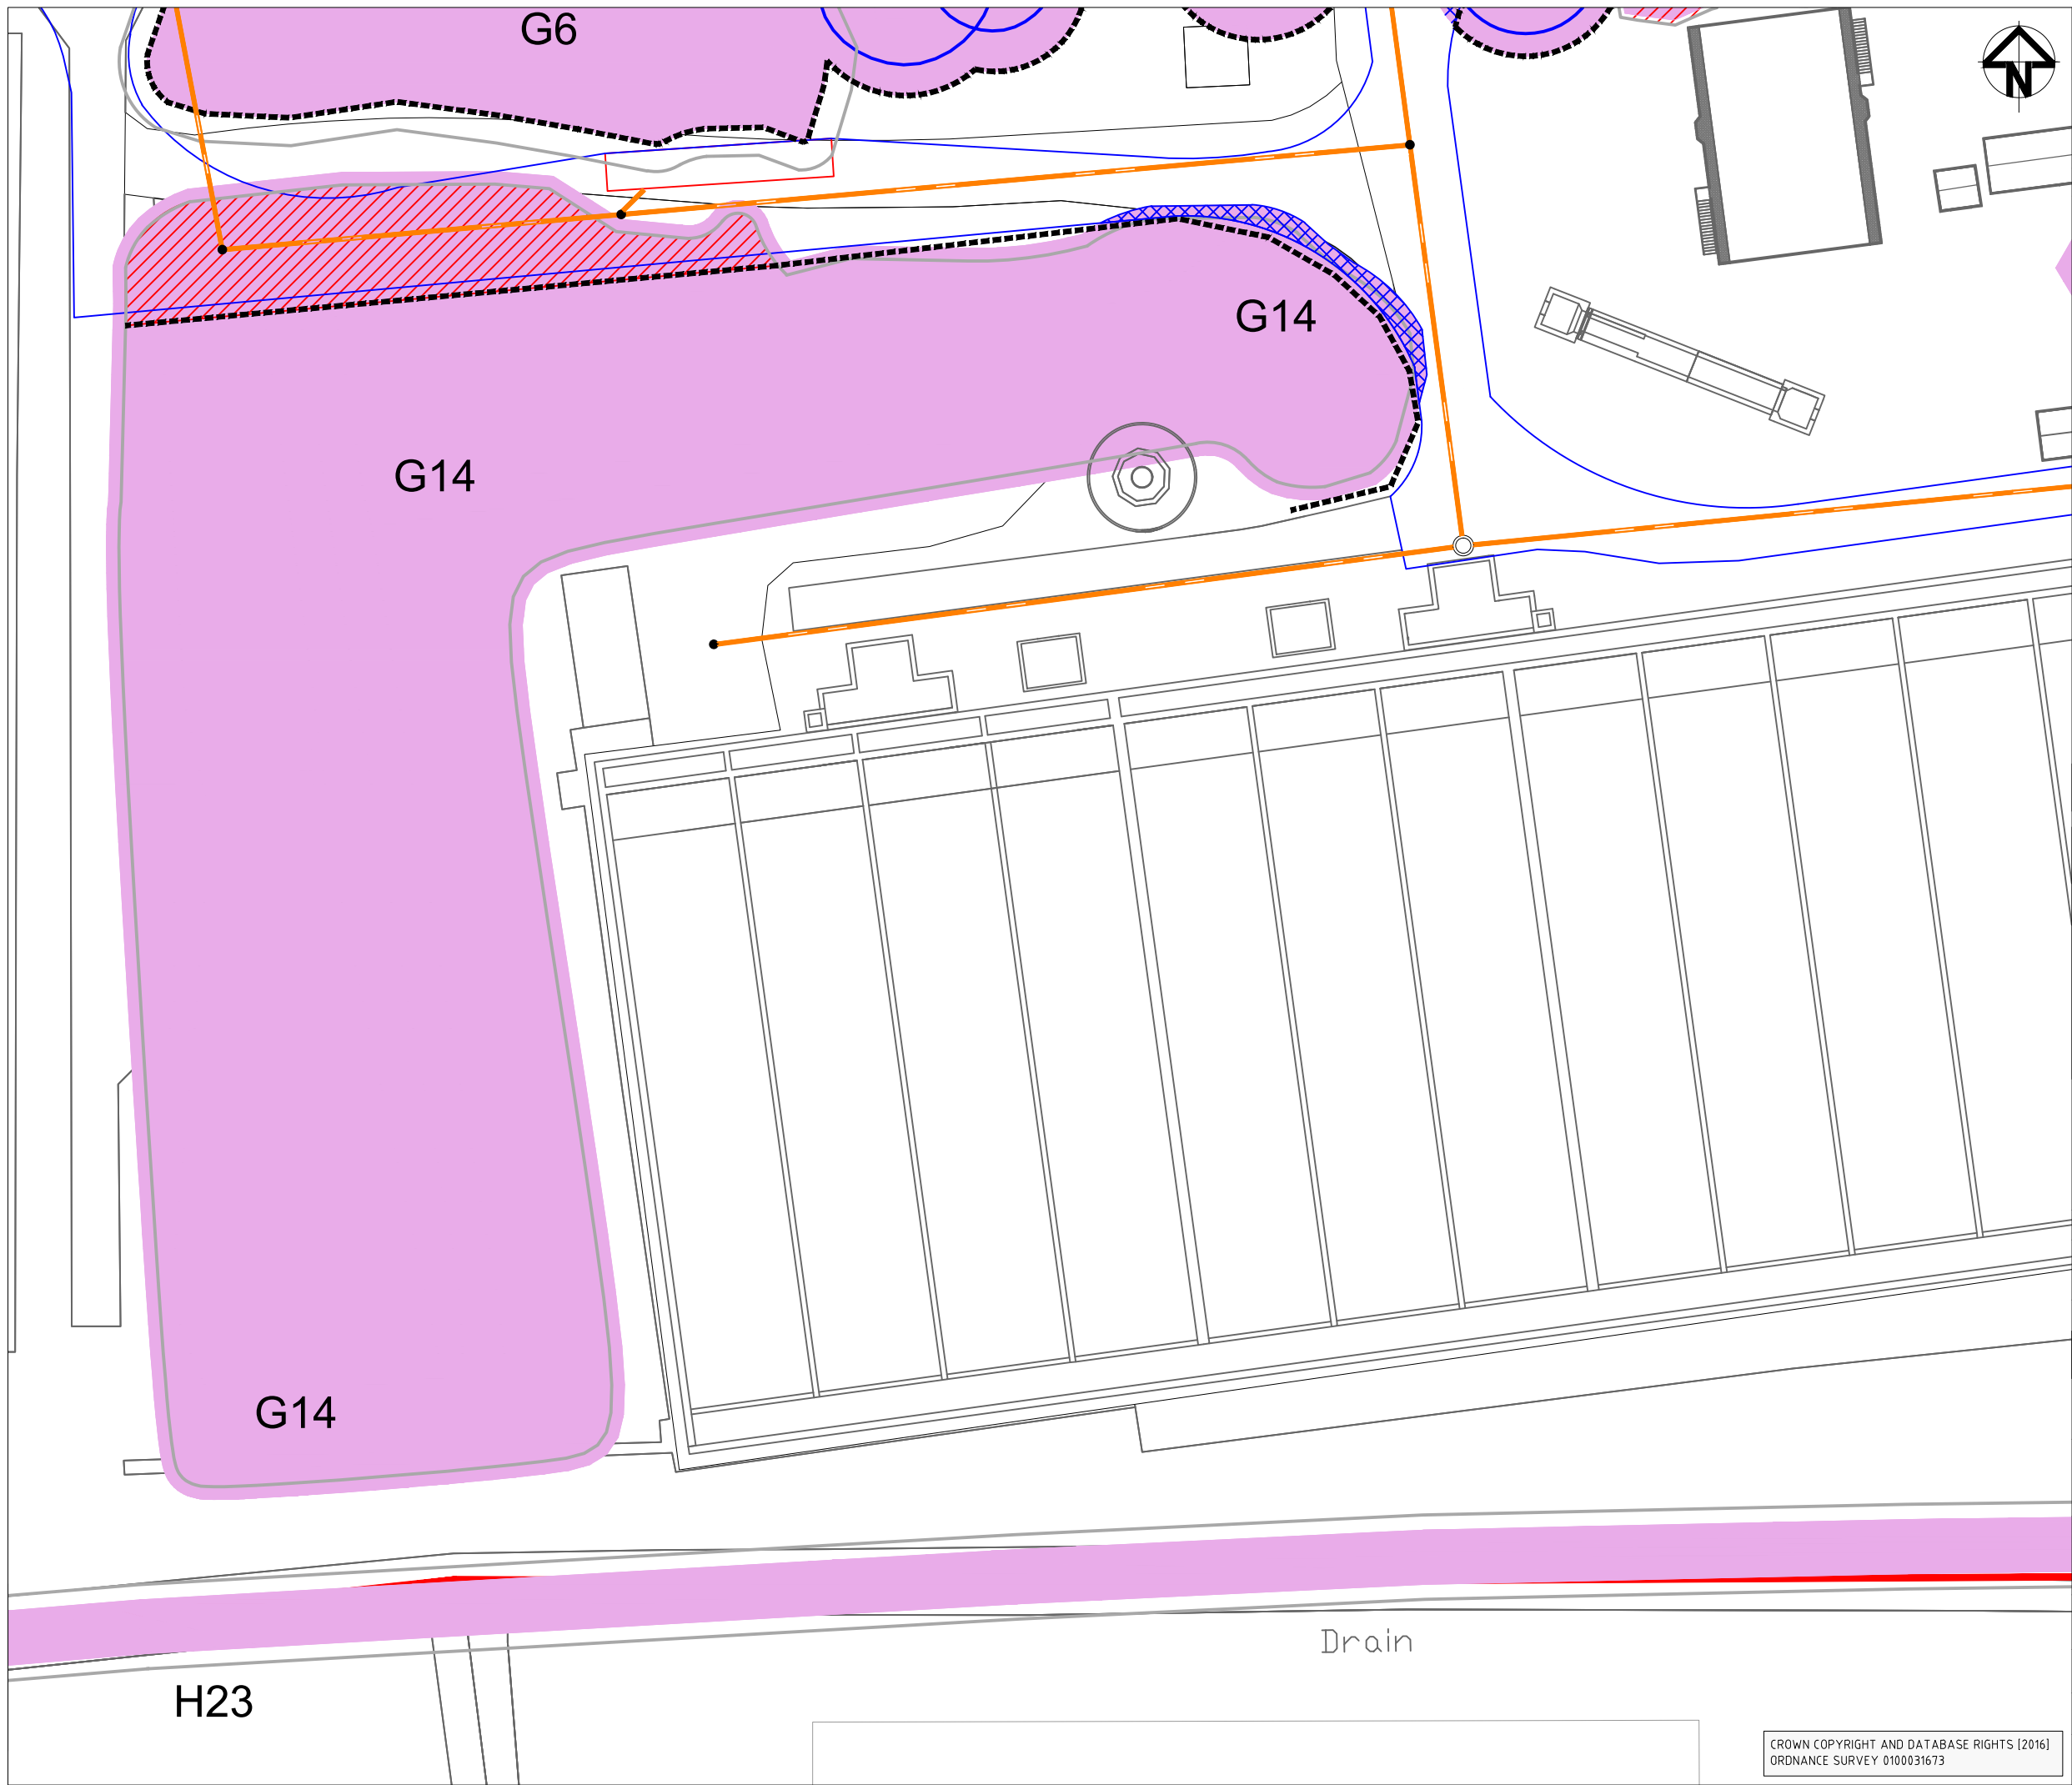 G6
N
G14
G14
G14
Drain
H23
CROWN COPYRIGHT AND DATABASE RIGHTS [2016]
ORDNANCE SURVEY 0100031673